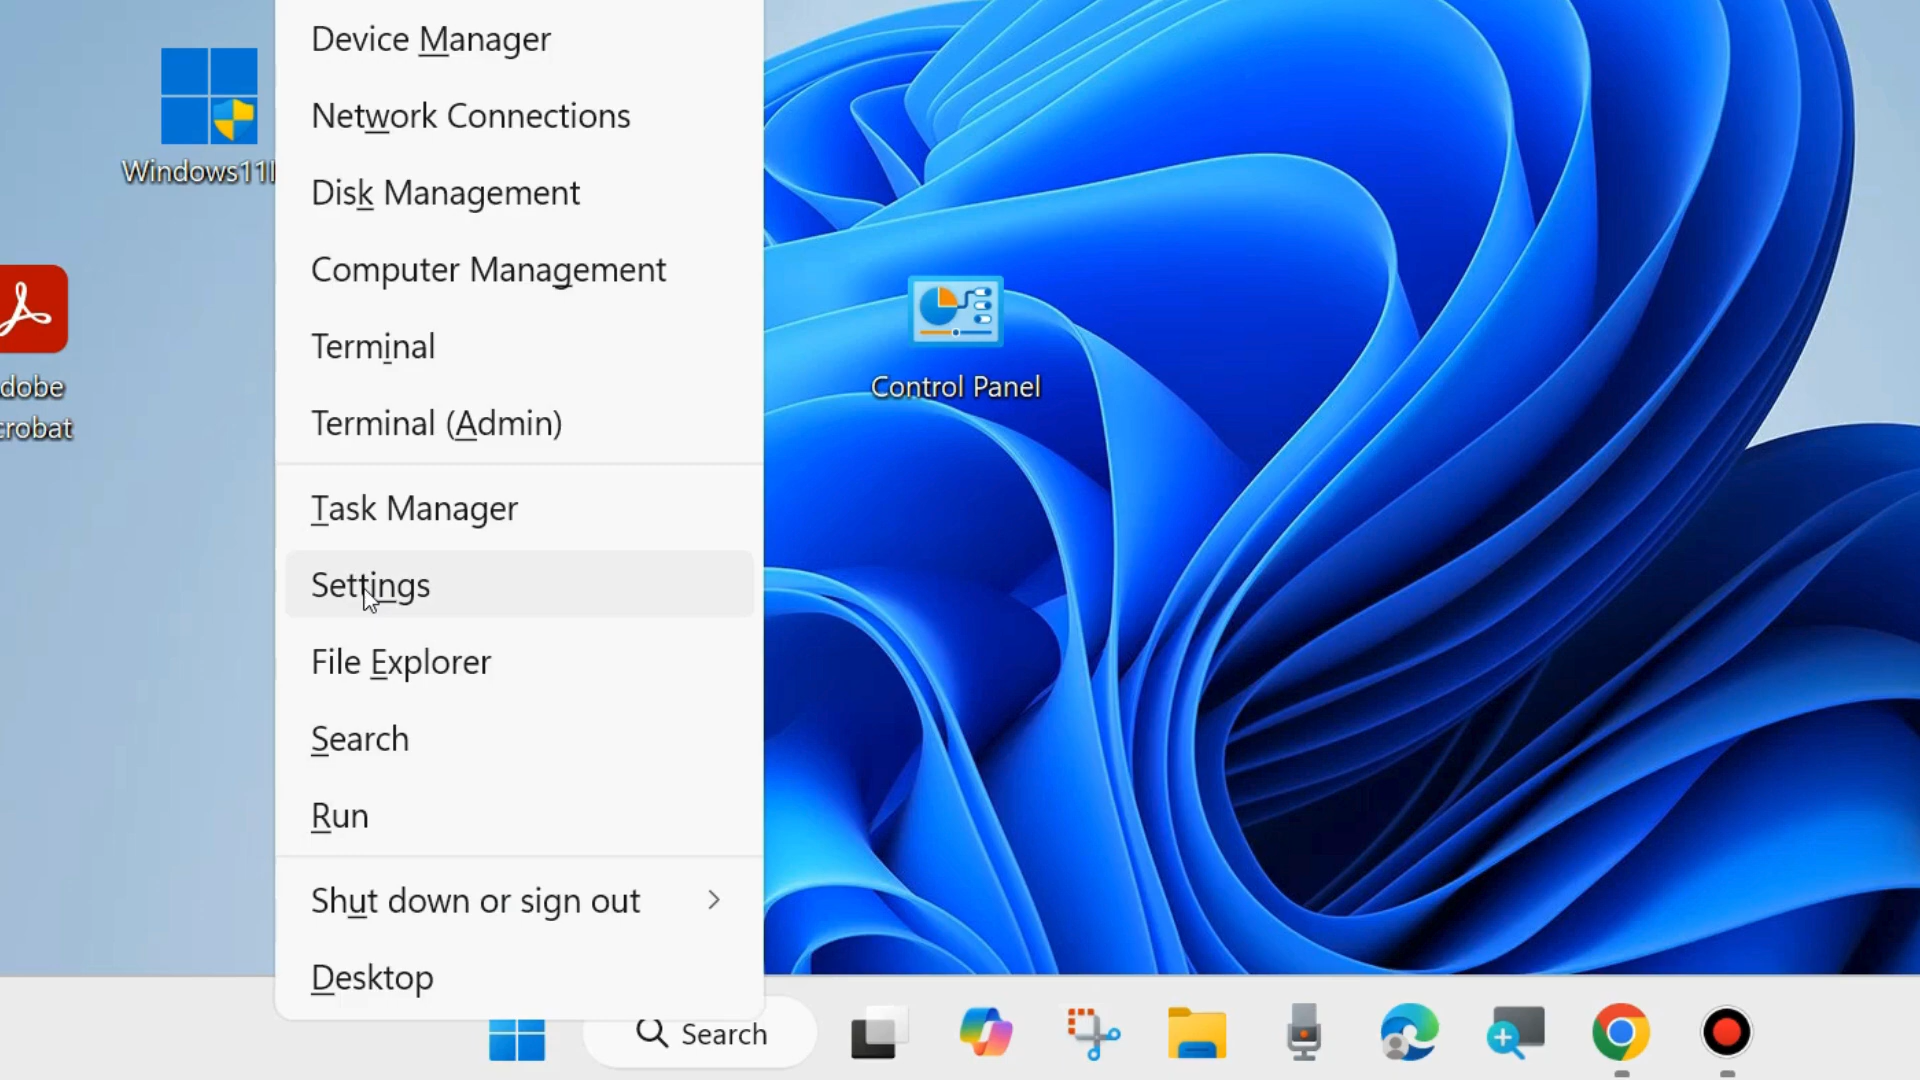 Device Manager
Network Connections
Disk Management
Computer Management
Terminal
Terminal (Admin)
Task Manager
Settings
File Explorer
Search
Run
Shut down or sign out
Desktop
Windows11I
dobe
crobat
Control Panel
Search